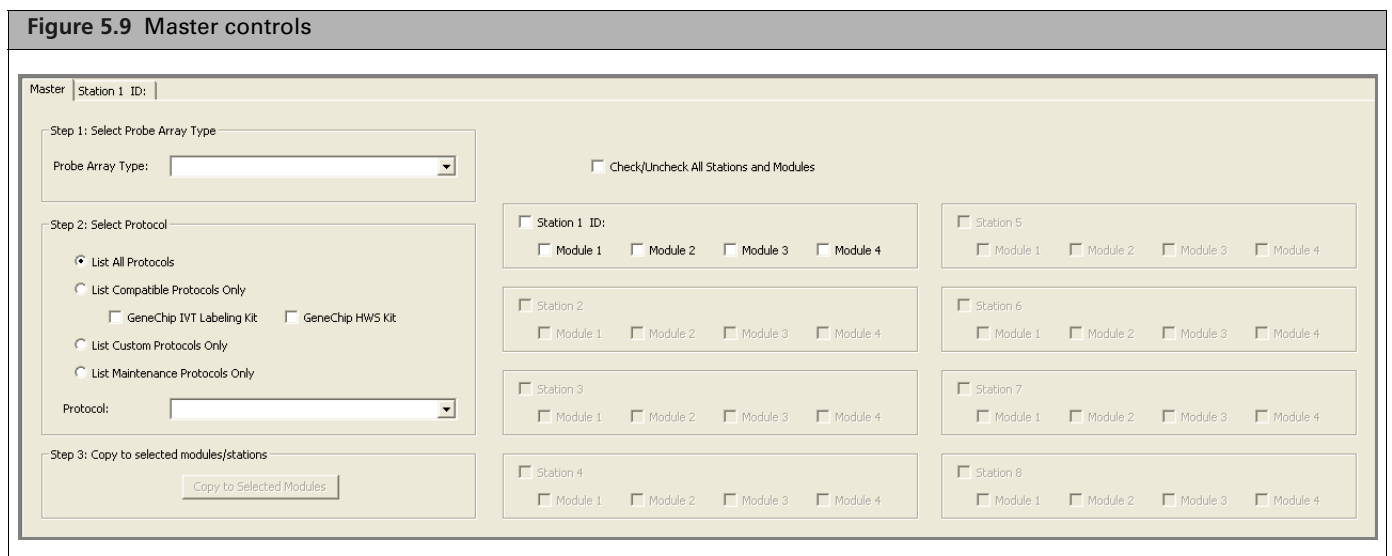 Figure 5.9 Master controls
Master Station 1 ID:
Step 1: Select Probe Array Type
Probe Array Type:
Check/Uncheck All Stations and Modules
Step 2: Select Protocol
List All Protocols
List Compatible Protocols Only
GeneChip IVT Labeling Kit GeneChip HWS Kit
List Custom Protocols Only
List Maintenance Protocols Only
Protocol:
Step 3: Copy to selected modules/stations
Copy to Selected Modules
Station 1 ID:
Module 1 Module 2 Module 3 Module 4
Station 2
Module 1 Module 2 Module 3 Module 4
Station 3
Module 1 Module 2 Module 3 Module 4
Station 4
Module 1 Module 2 Module 3 Module 4
Station 5
Module 1 Module 2 Module 3 Module 4
Station 6
Module 1 Module 2 Module 3 Module 4
Station 7
Module 1 Module 2 Module 3 Module 4
Station 8
Module 1 Module 2 Module 3 Module 4